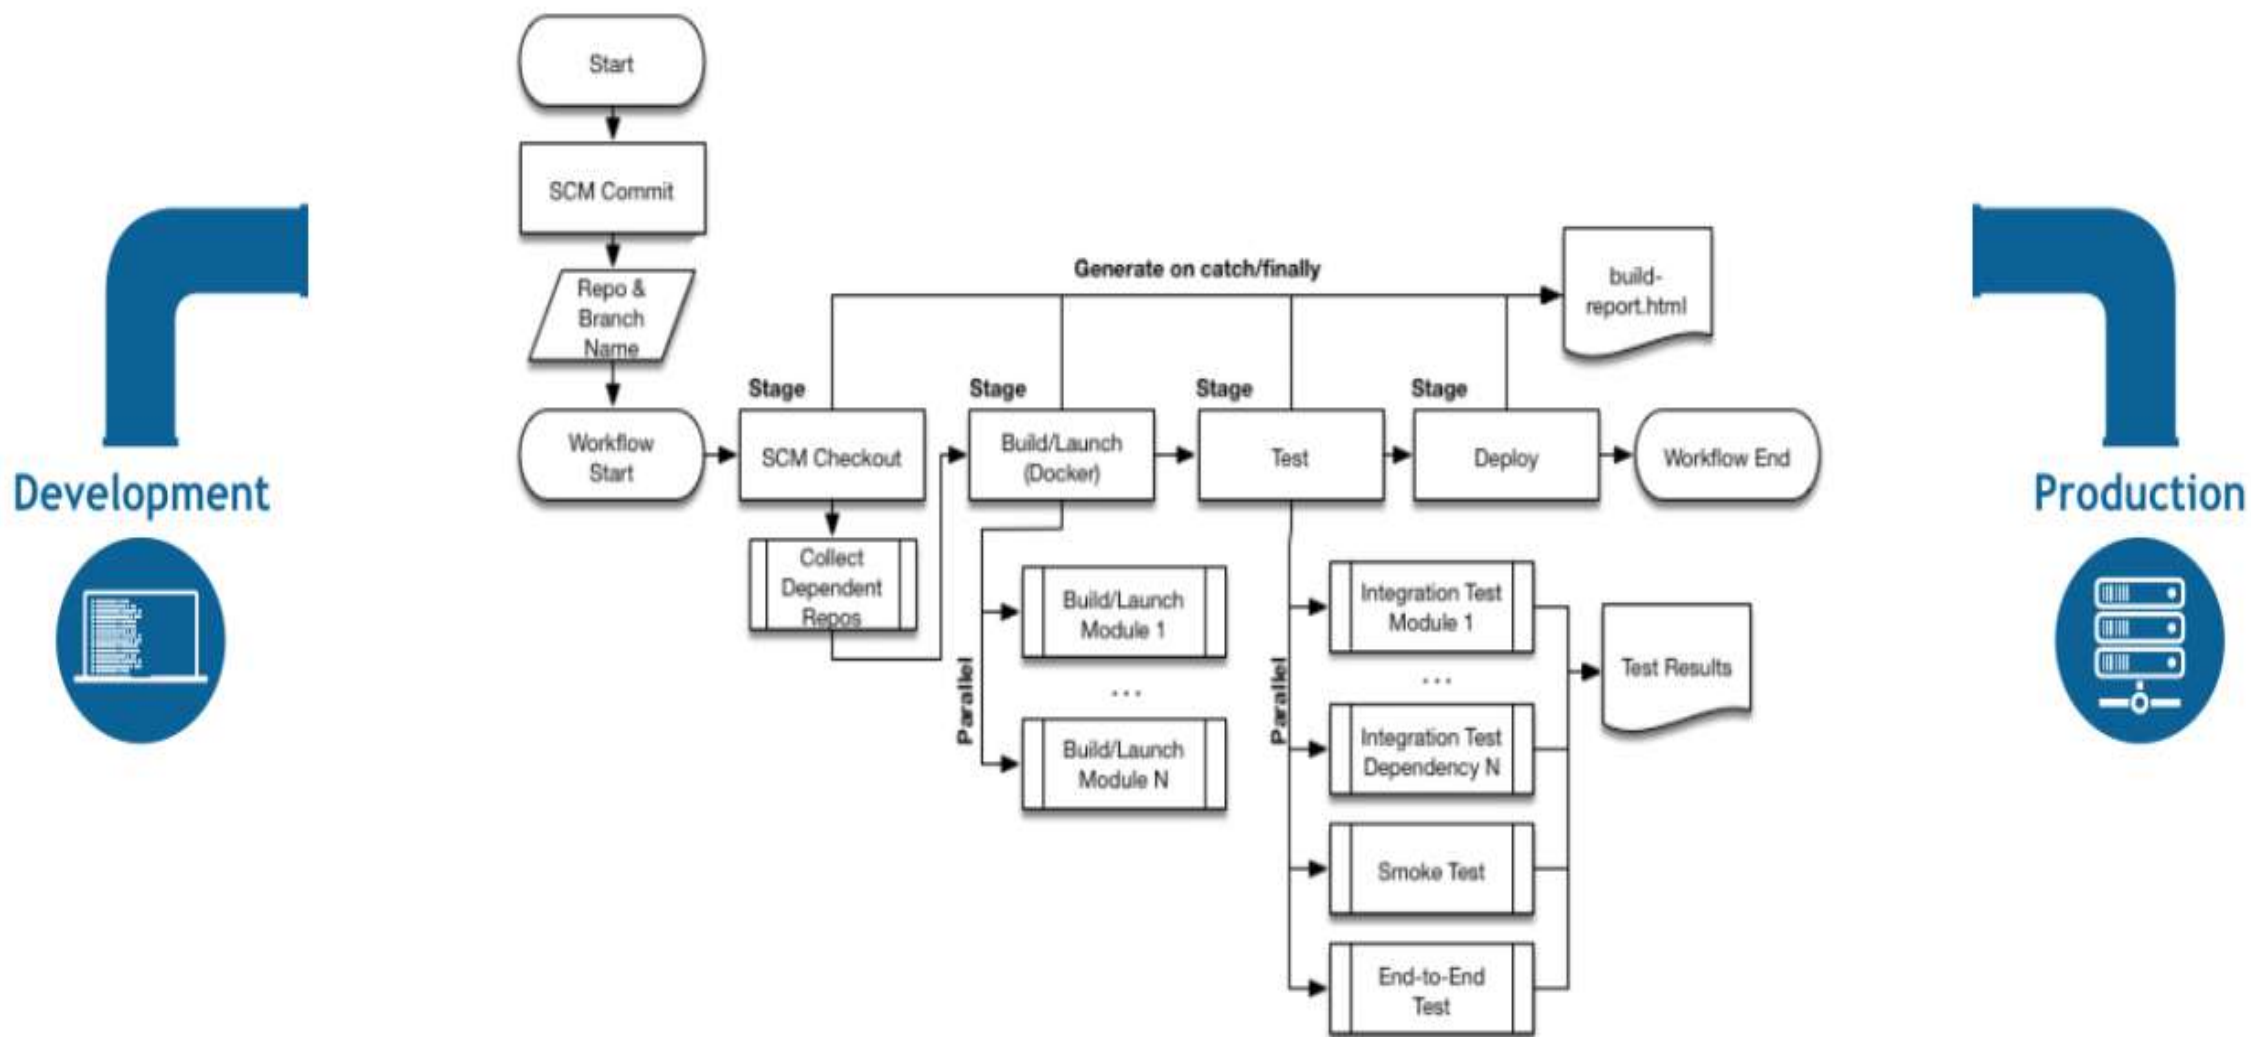 Start
SCM Commit
Repo &
Branch
Name
Generate on catch/finally
build-
report.html
Stage
Stage
Stage
Stage
Workflow
Start
SCM Checkout
Build/Launch
(Docker)
Test
Deploy
Workflow End
Development
Production
Collect
Dependent
Repos
Parallel
Build/Launch
Module 1
...
Build/Launch
Module N
Parallel
Integration Test
Module 1
...
Integration Test
Dependency N
Smoke Test
End-to-End
Test
Test Results